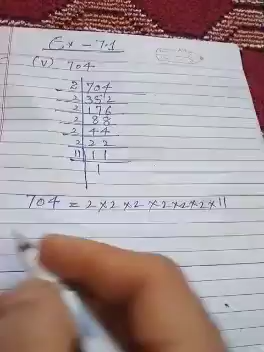 Ex - 7.1
(V) 704
2 | 704
2 | 352
2 | 176
2 | 88
2 | 44
2 | 22
11 | 11
| 1
704 = 2×2×2×2×2×2×11